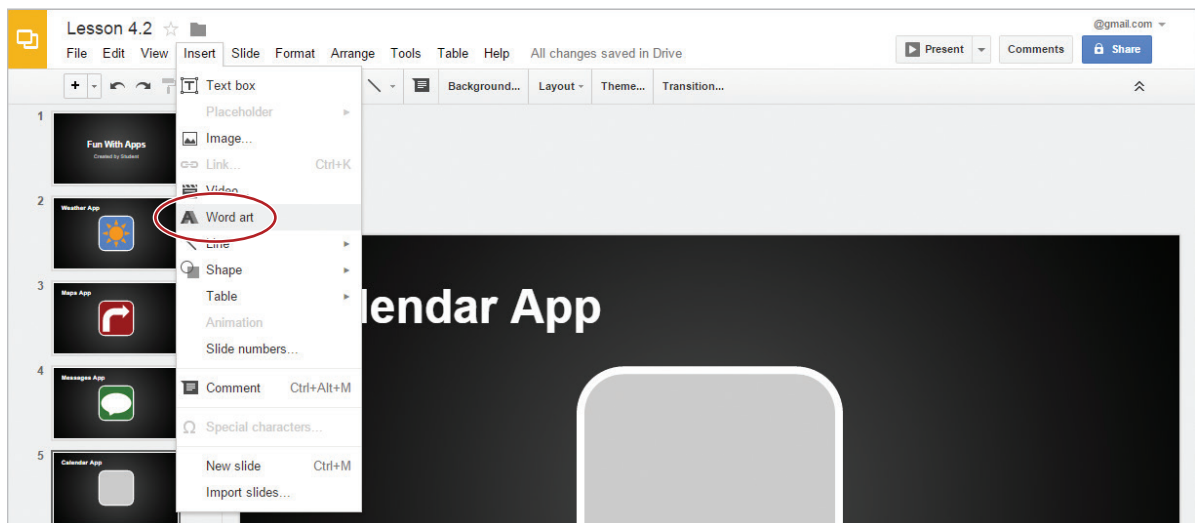 Lesson 4.2
@gmail.com
File Edit View Insert Slide Format Arrange Tools Table Help All changes saved in Drive
Present Comments Share
Background... Layout Theme... Transition...
Text box
Placeholder
Image...
Link... Ctrl+K
Video
Word art
Line
Shape
Table
Animation
Slide numbers...
Comment Ctrl+Alt+M
Special characters...
New slide Ctrl+M
Import slides...
1
Fun With Apps
Created by Student
2
Weather App
3
Maps App
4
Messages App
5
Calendar App
lendar App